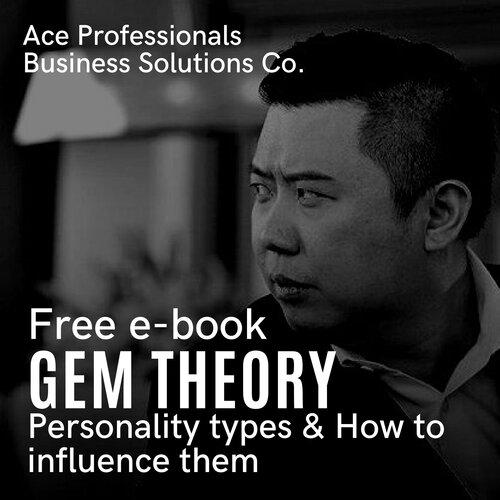 Ace Professionals
Business Solutions Co.
Free e-book
GEM THEORY
Personality types & How to
influence them